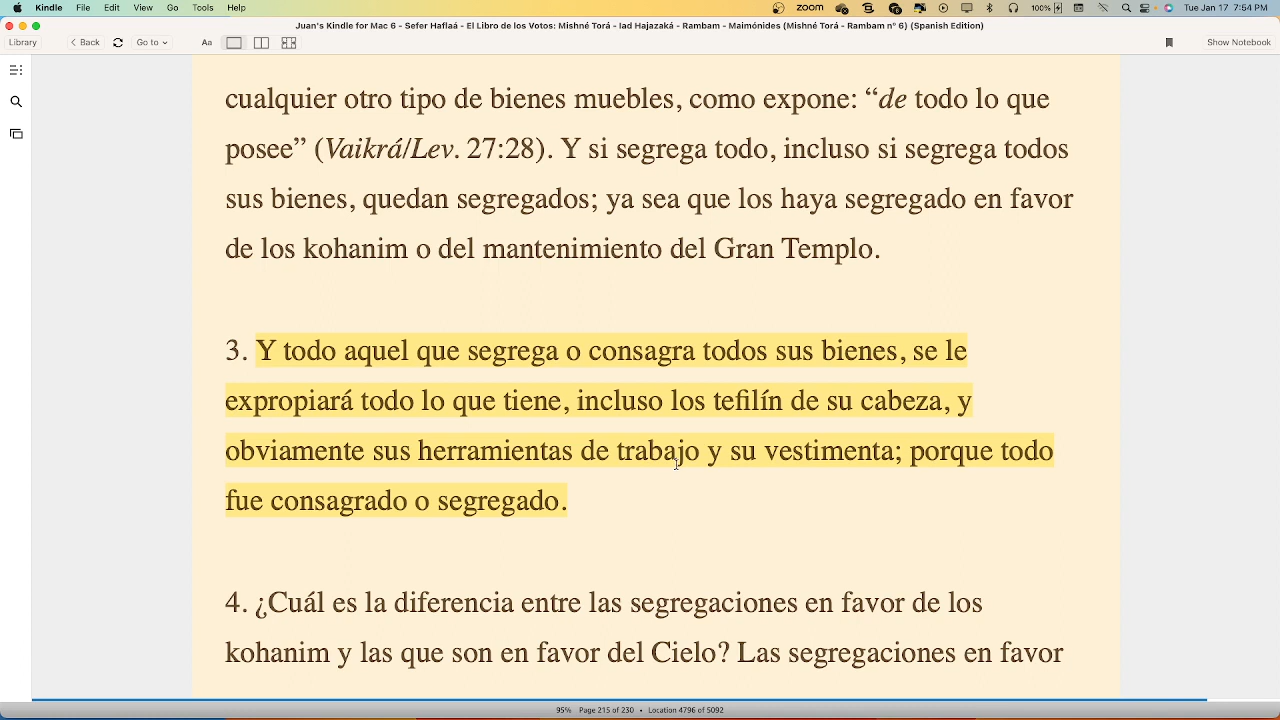 Kindle File Edit View Go Tools Help zoom 100% Tue Jan 17 7:54 PM
Juan's Kindle for Mac 6 - Sefer Haflaá - El Libro de los Votos: Mishné Torá - Iad Hajazaká - Rambam - Maimónides (Mishné Torá - Rambam nº 6) (Spanish Edition)
Library Back Go to Aa Show Notebook
cualquier otro tipo de bienes muebles, como expone: “de todo lo que
posee” (Vaikrá/Lev. 27:28). Y si segrega todo, incluso si segrega todos
sus bienes, quedan segregados; ya sea que los haya segregado en favor
de los kohanim o del mantenimiento del Gran Templo.
3. Y todo aquel que segrega o consagra todos sus bienes, se le
expropiará todo lo que tiene, incluso los tefilín de su cabeza, y
obviamente sus herramientas de trabajo y su vestimenta; porque todo
fue consagrado o segregado.
4. ¿Cuál es la diferencia entre las segregaciones en favor de los
kohanim y las que son en favor del Cielo? Las segregaciones en favor
95% Page 215 of 230 • Location 4796 of 5092